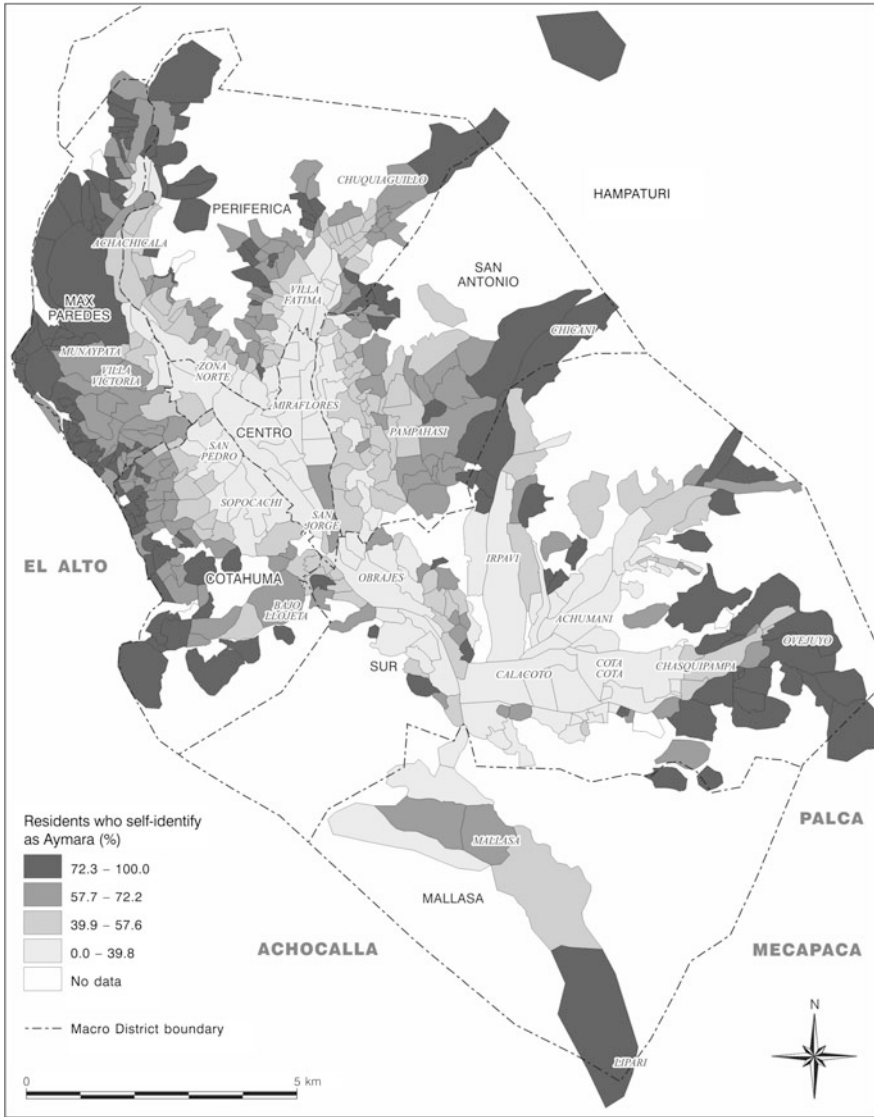 CHUQUIAGUILLO
HAMPATURI
PERIFERICA
ACHACHICALA
SAN
ANTONIO
VILLA
FATIMA
MAX
PAREDES
CHICANI
MUNAYPATA
ZONA
NORTE
VILLA
VICTORIA
MIRAFLORES
CENTRO
PAMPAHASI
SAN
PEDRO
SOPOCACHI
SAN
JORGE
EL ALTO
IRPAVI
OBRAJES
COTAHUMA
BAJO
LLOJETA
ACHUMANI
OVEJUYO
SUR
CALACOTO
COTA
COTA
CHASQUIPAMPA
Residents who self-identify
as Aymara (%)
72.3 – 100.0
57.7 – 72.2
39.9 – 57.6
0.0 – 39.8
No data
Macro District boundary
0 5 km
PALCA
MALLASA
MALLASA
ACHOCALLA
MECAPACA
N
LIPARI